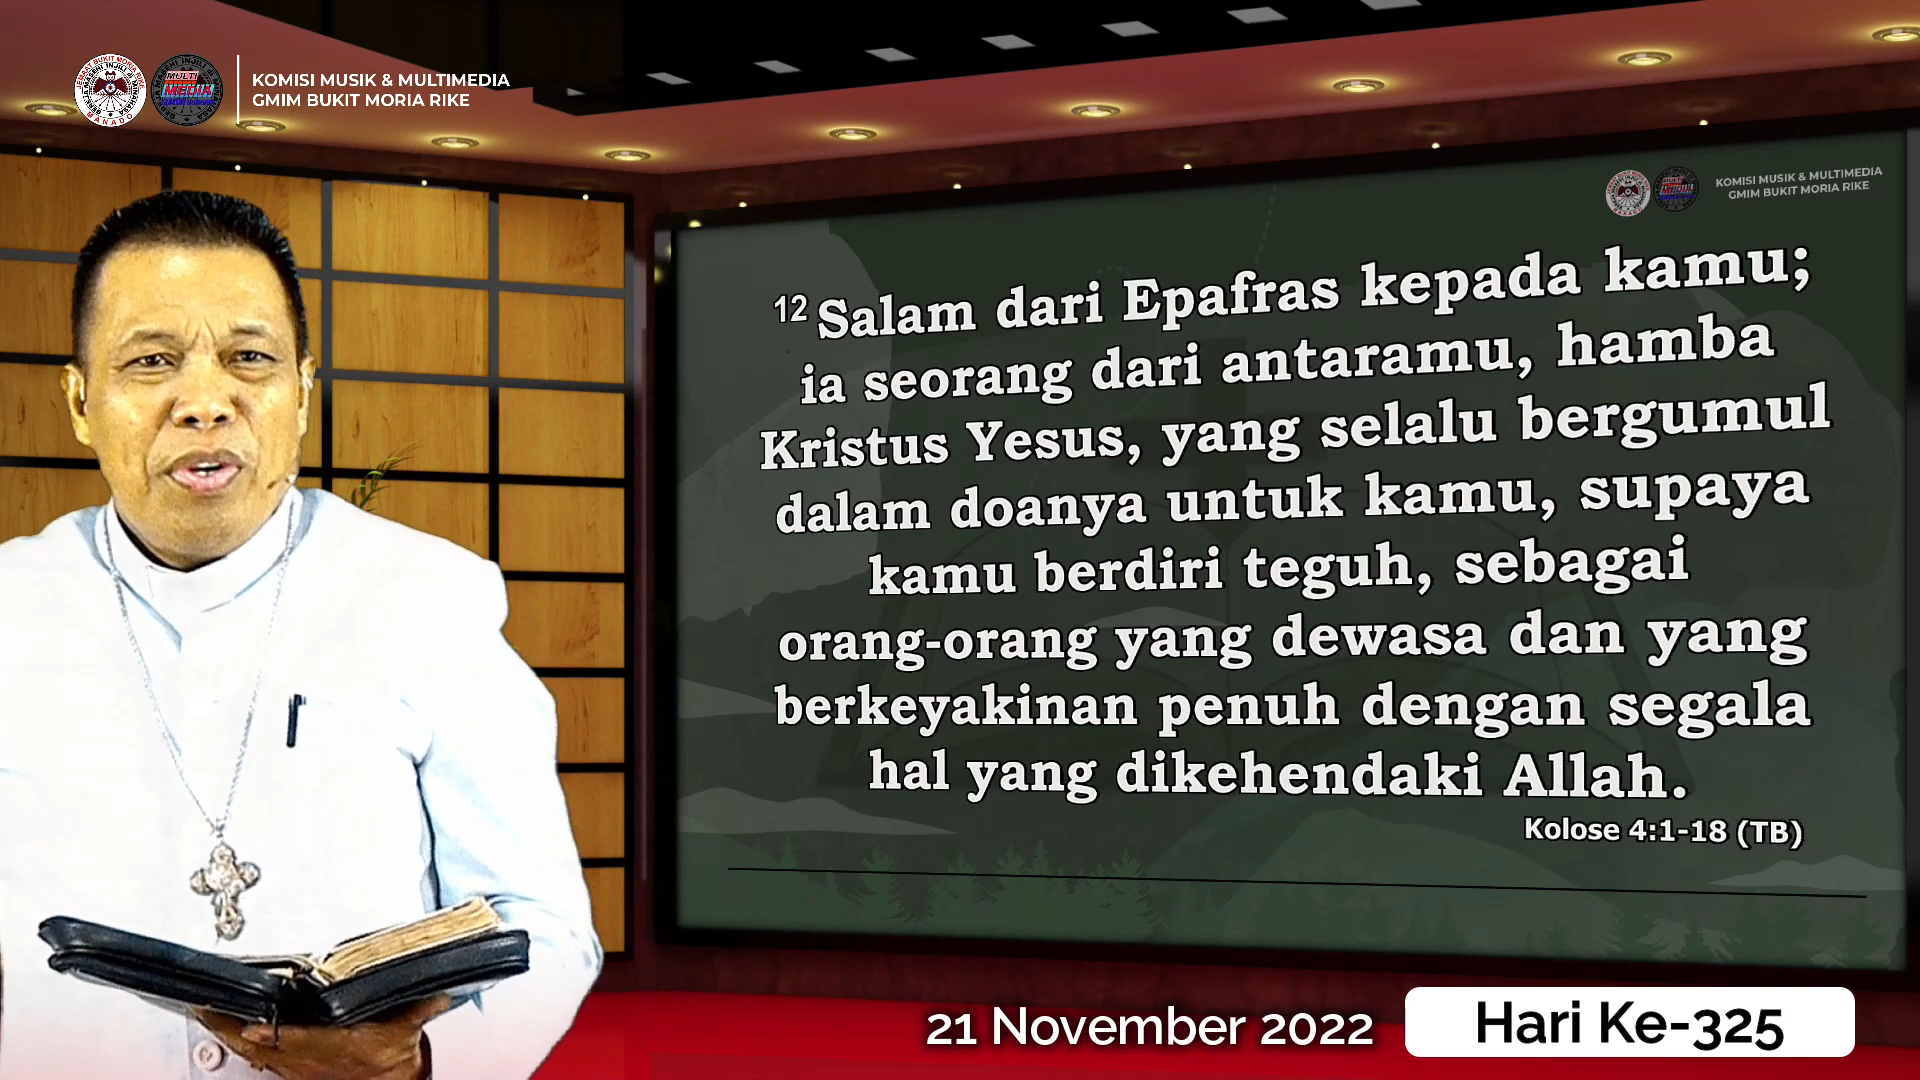 KOMISI MUSIK & MULTIMEDIA
GMIM BUKIT MORIA RIKE
MULTI
MEDIA
MANADO
KOMISI MUSIK & MULTIMEDIA
GMIM BUKIT MORIA RIKE
12 Salam dari Epafras kepada kamu;
ia seorang dari antaramu, hamba
Kristus Yesus, yang selalu bergumul
dalam doanya untuk kamu, supaya
kamu berdiri teguh, sebagai
orang-orang yang dewasa dan yang
berkeyakinan penuh dengan segala
hal yang dikehendaki Allah.
Kolose 4:1-18 (TB)
21 November 2022
Hari Ke-325